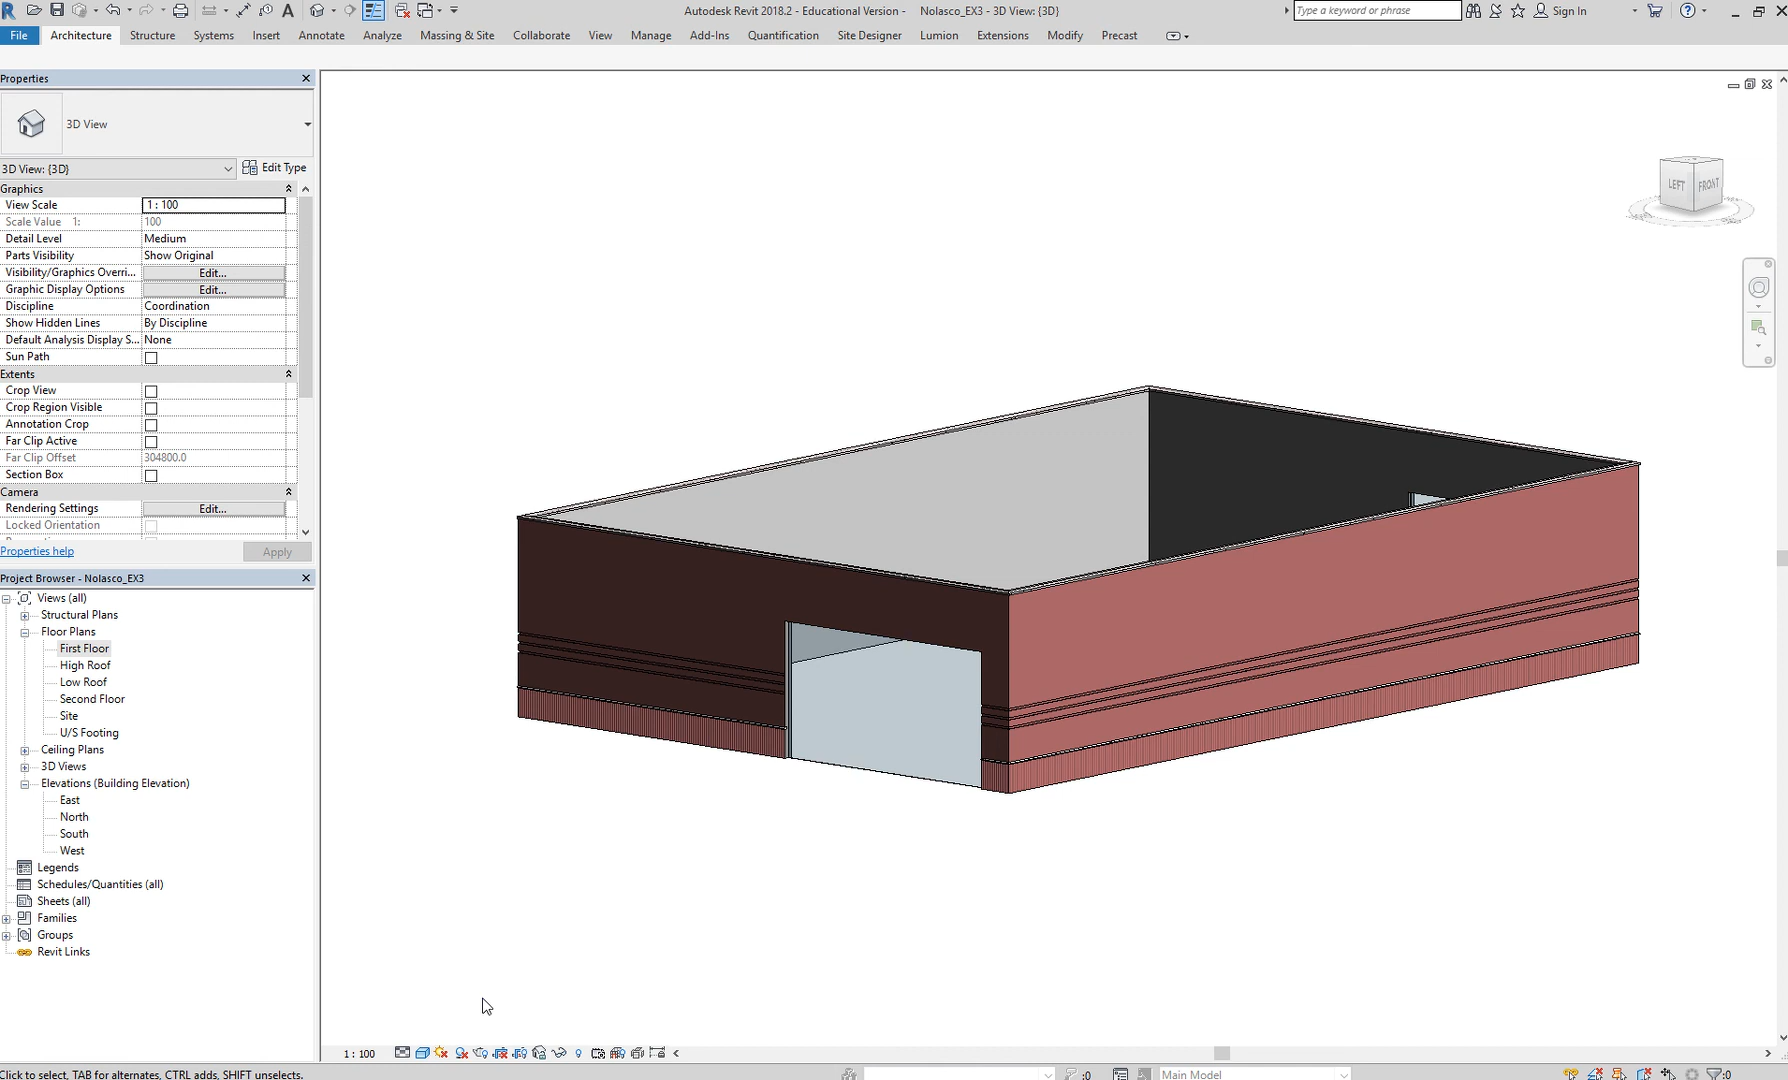 Autodesk Revit 2018.2 - Educational Version - Nolasco_EX3 - 3D View: {3D}
Type a keyword or phrase
Sign In
File Architecture Structure Systems Insert Annotate Analyze Massing & Site Collaborate View Manage Add-Ins Quantification Site Designer Lumion Extensions Modify Precast
Properties
3D View
3D View: {3D} Edit Type
Graphics
View Scale 1 : 100
Scale Value 1: 100
Detail Level Medium
Parts Visibility Show Original
Visibility/Graphics Overri... Edit...
Graphic Display Options Edit...
Discipline Coordination
Show Hidden Lines By Discipline
Default Analysis Display S... None
Sun Path
Extents
Crop View
Crop Region Visible
Annotation Crop
Far Clip Active
Far Clip Offset 304800.0
Section Box
Camera
Rendering Settings Edit...
Locked Orientation
Properties help Apply
Project Browser - Nolasco_EX3
Views (all)
Structural Plans
Floor Plans
First Floor
High Roof
Low Roof
Second Floor
Site
U/S Footing
Ceiling Plans
3D Views
Elevations (Building Elevation)
East
North
South
West
Legends
Schedules/Quantities (all)
Sheets (all)
Families
Groups
Revit Links
LEFT FRONT
1 : 100
Click to select, TAB for alternates, CTRL adds, SHIFT unselects.
:0
Main Model
:0